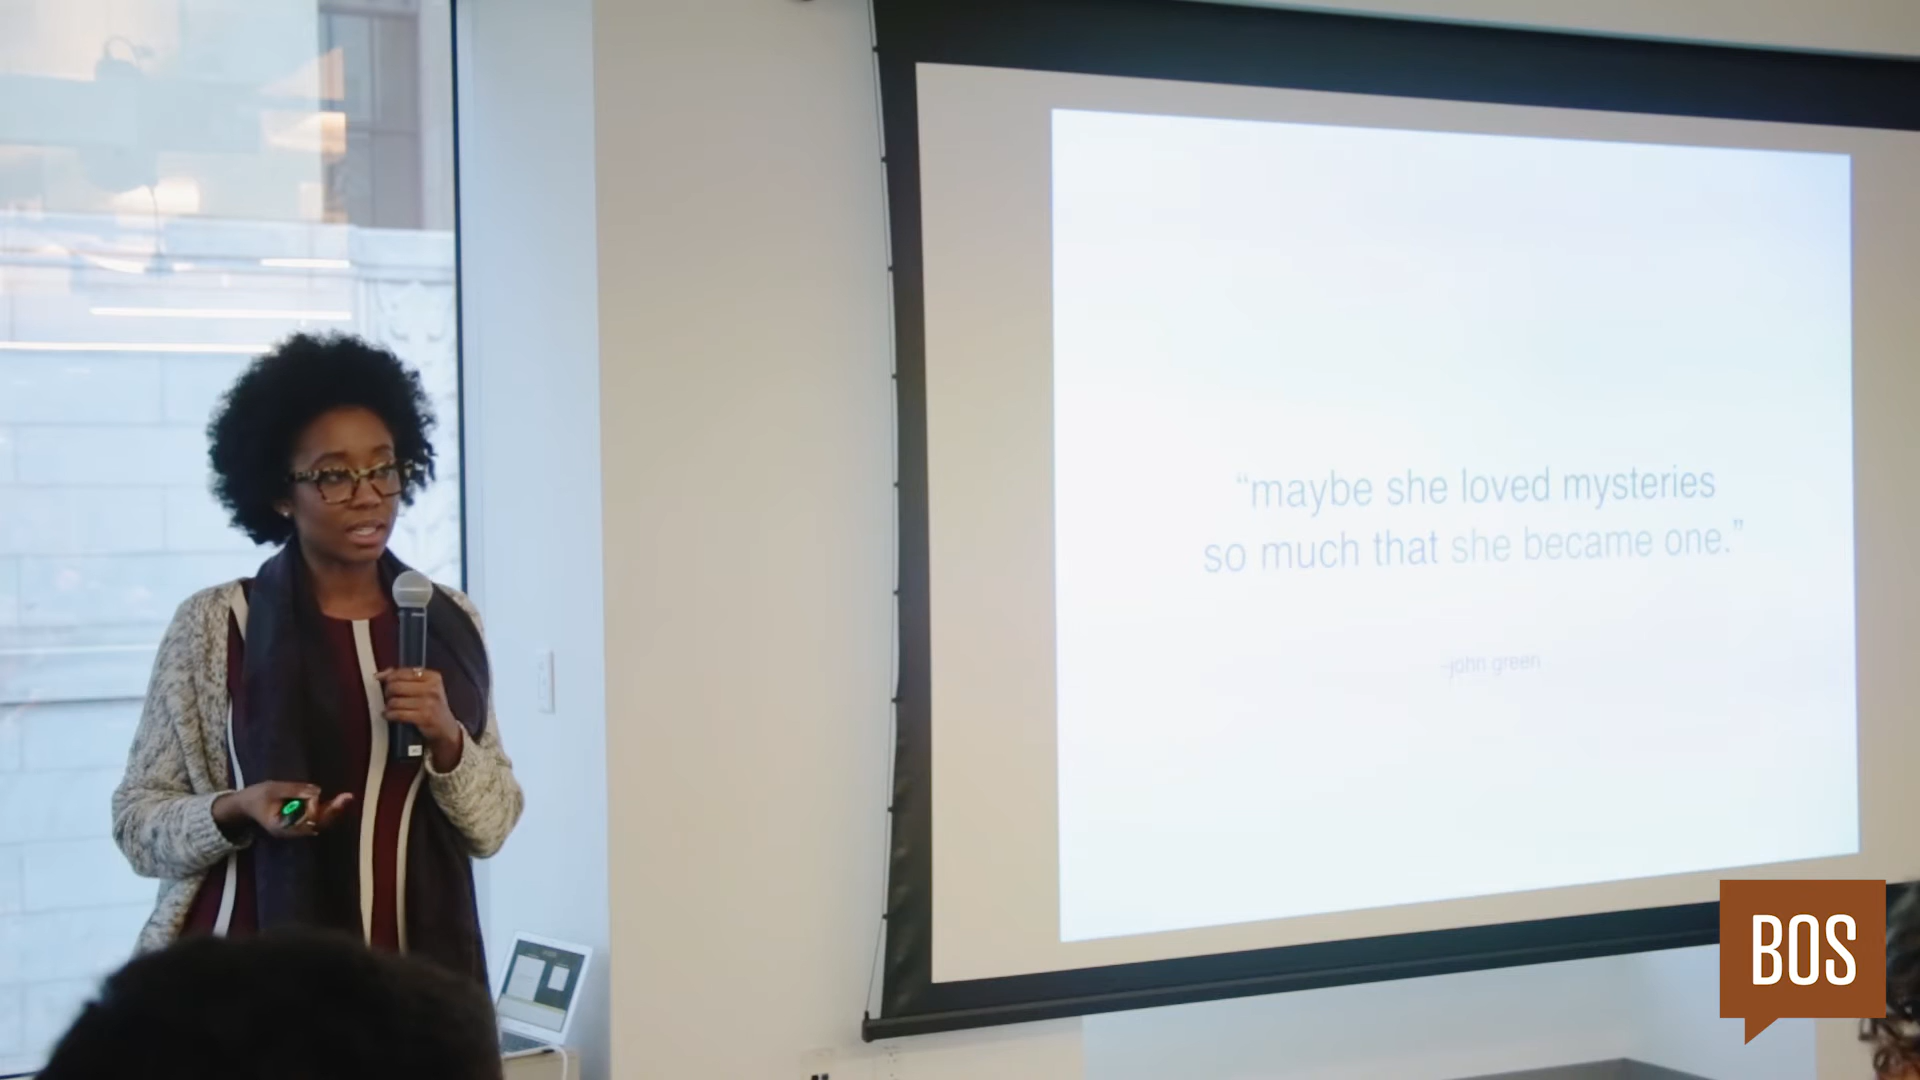 “maybe she loved mysteries
so much that she became one.”
-john green
BOS